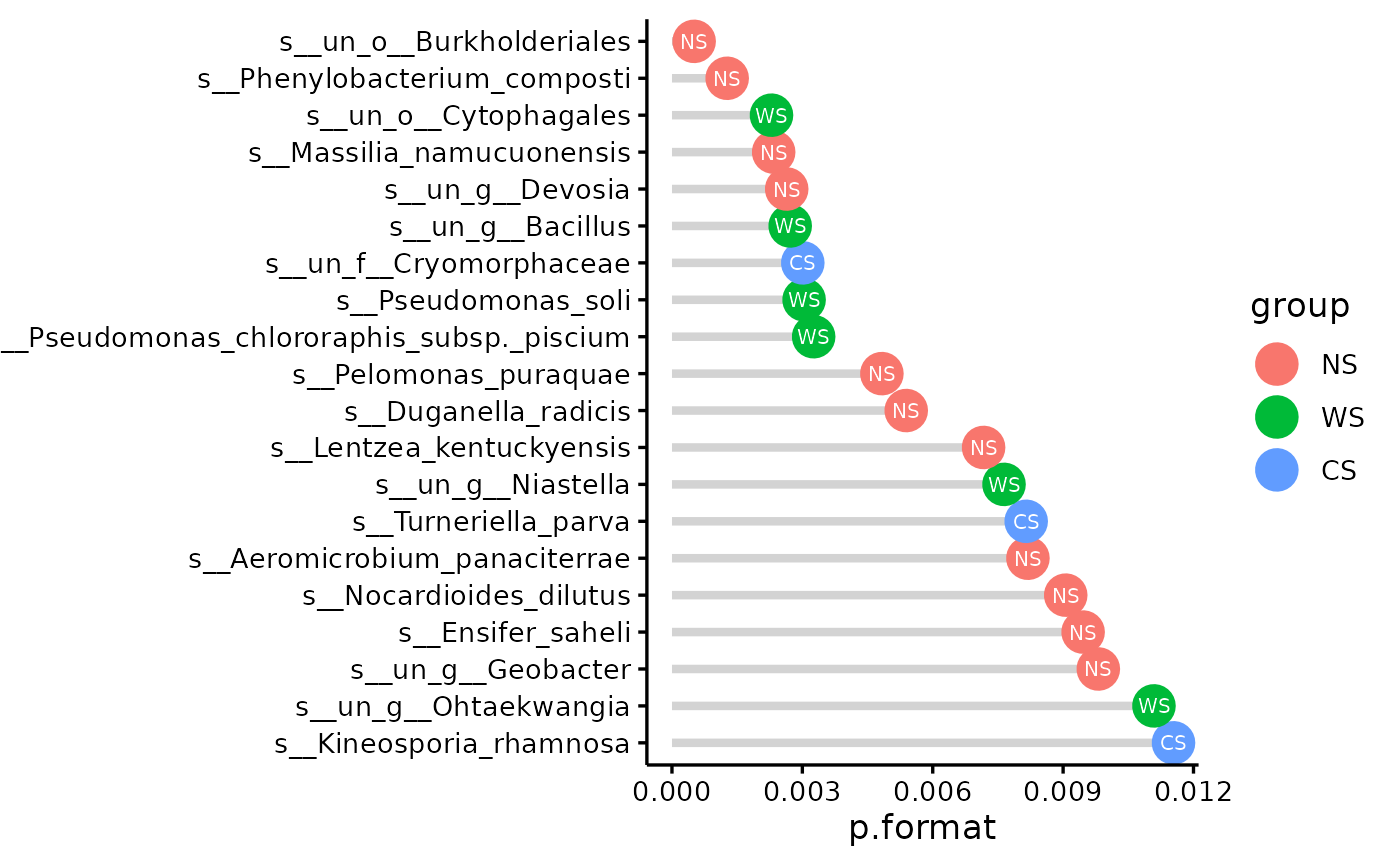 s__un_o__Burkholderiales NS
s__Phenylobacterium_composti NS
s__un_o__Cytophagales WS
s__Massilia_namucuonensis NS
s__un_g__Devosia NS
s__un_g__Bacillus WS
s__un_f__Cryomorphaceae CS
s__Pseudomonas_soli WS
__Pseudomonas_chlororaphis_subsp._piscium WS
s__Pelomonas_puraquae NS
s__Duganella_radicis NS
s__Lentzea_kentuckyensis NS
s__un_g__Niastella WS
s__Turneriella_parva CS
s__Aeromicrobium_panaciterrae NS
s__Nocardioides_dilutus NS
s__Ensifer_saheli NS
s__un_g__Geobacter NS
s__un_g__Ohtaekwangia WS
s__Kineosporia_rhamnosa CS
0.000 0.003 0.006 0.009 0.012
p.format
group
NS
WS
CS